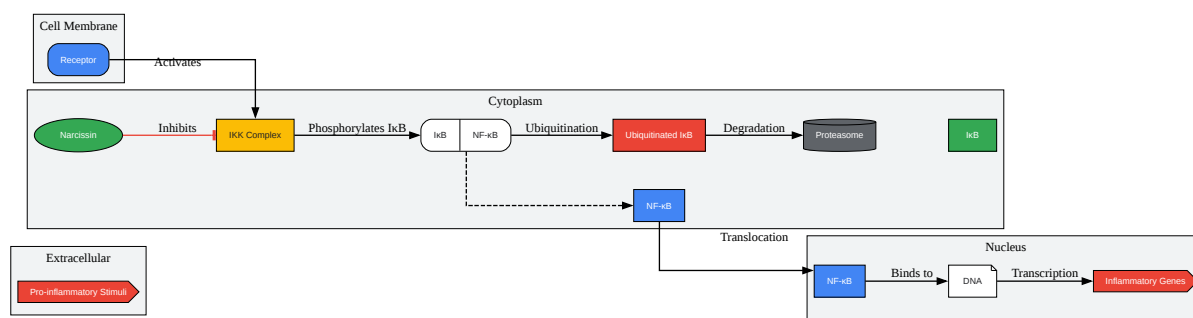 Cell Membrane
Receptor
Activates
Cytoplasm
Narcissin
Inhibits
IKK Complex
Phosphorylates IκB
IκB
NF-κB
Ubiquitination
Ubiquitinated IκB
Degradation
Proteasome
IκB
NF-κB
Translocation
Extracellular
Pro-inflammatory Stimuli
Nucleus
NF-κB
Binds to
DNA
Transcription
Inflammatory Genes